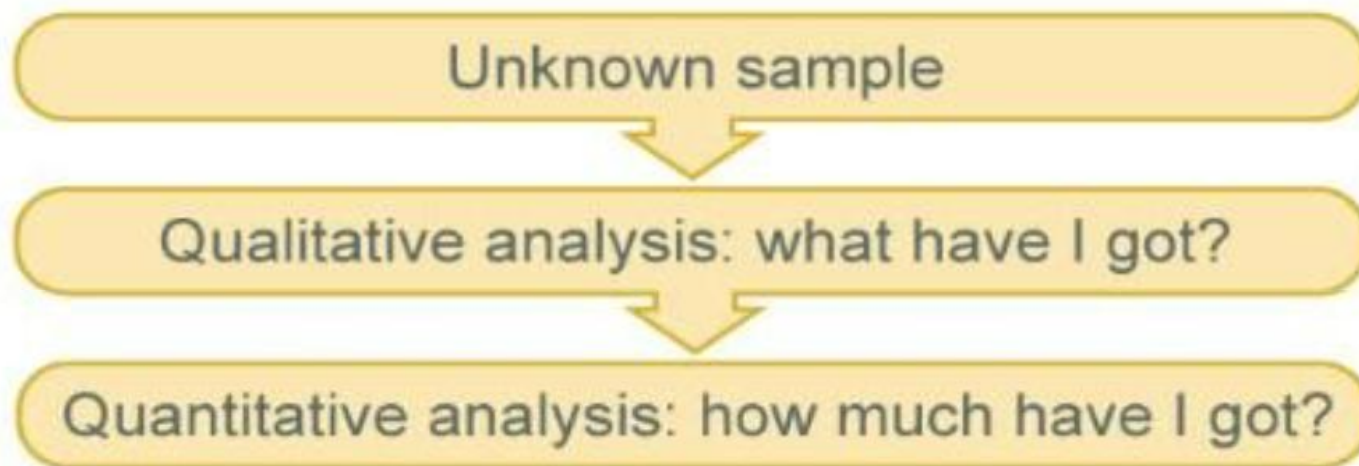 Unknown sample
Qualitative analysis: what have I got?
Quantitative analysis: how much have I got?